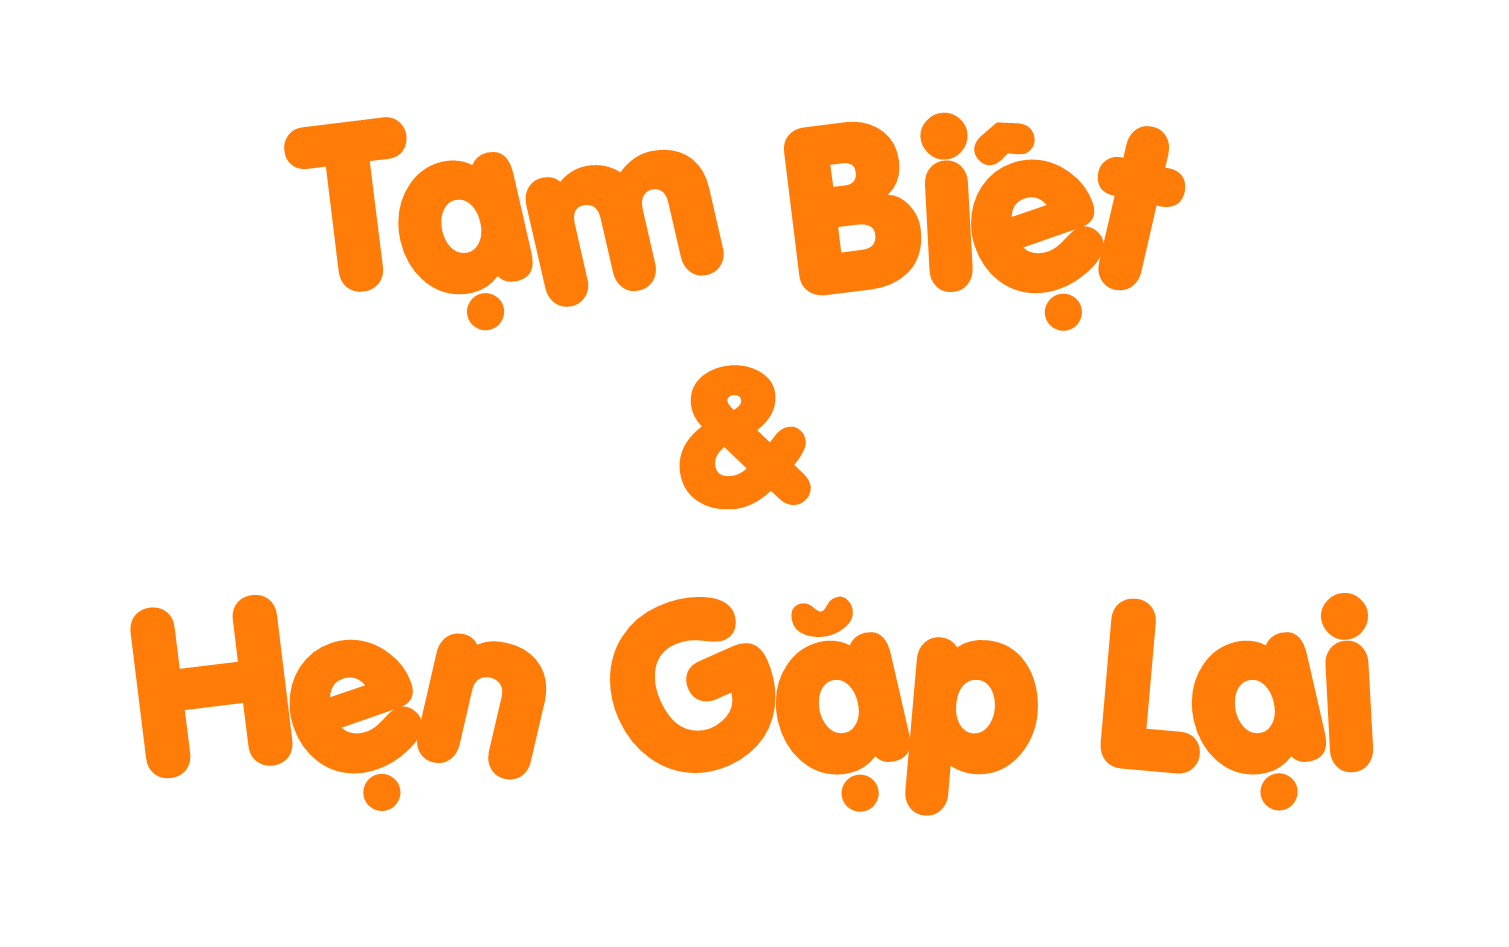 Tạm Biệt
&
Hẹn Gặp Lại